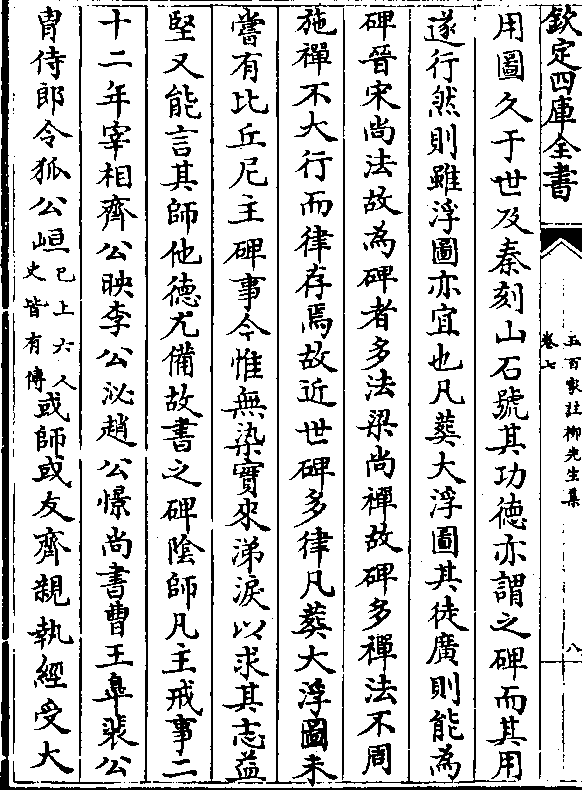 欽定四庫全書
五百家註柳先生集
卷七
八
用圖久于世及秦刻山石號其功德亦謂之碑而其用
遂行然則雖浮圖亦宜也凡葬大浮圖其徒廣則能為
碑晉宋尚法故為碑者多法梁尚禪故碑多禪法不周
施禪不大行而律存焉故近世碑多律凡葬大浮圖未
嘗有比丘尼主碑事今惟無染實來涕淚以求其志益
堅又能言其師他德尤備故書之碑陰師凡主戒事二
十二年宰相齊公映李公泌趙公憬尚書曹王臯裴公
胄侍郎令狐公峘已上六人史皆有傳或師或友齊親執經受大